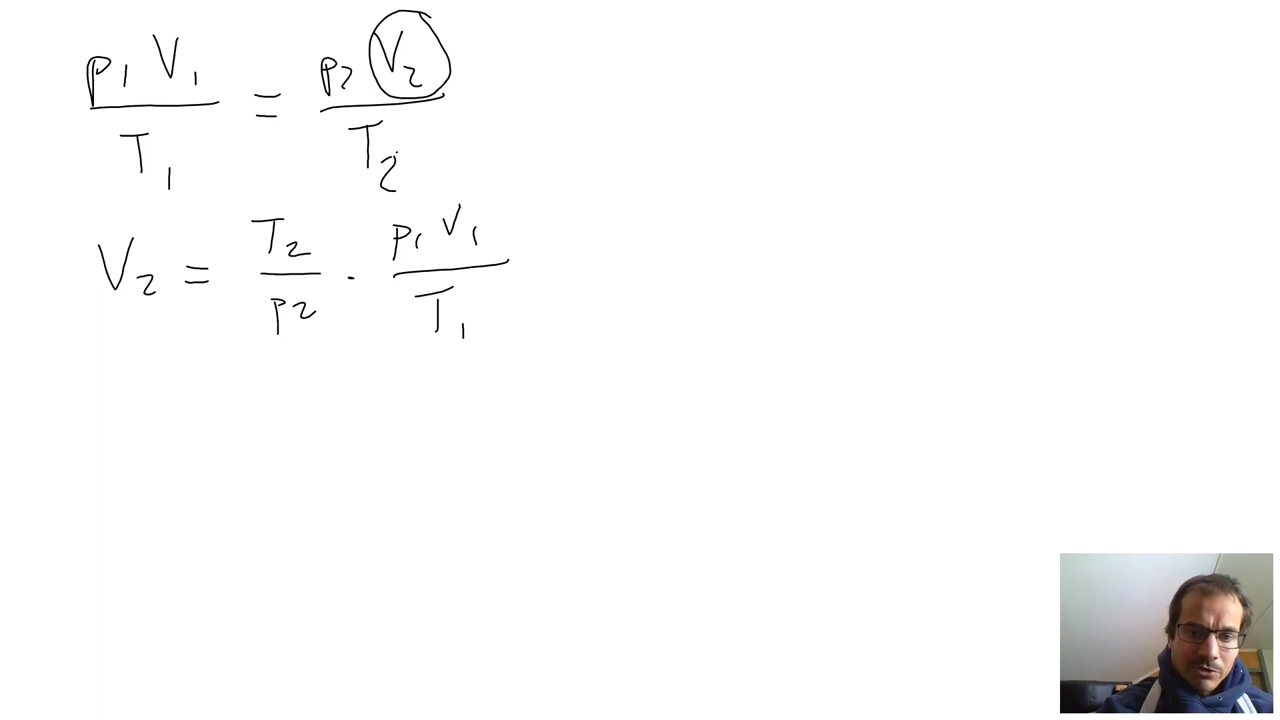 p₁ V₁ / T₁ = p₂ V₂ / T₂
V₂ = T₂ / p2 · p₁ V₁ / T₁